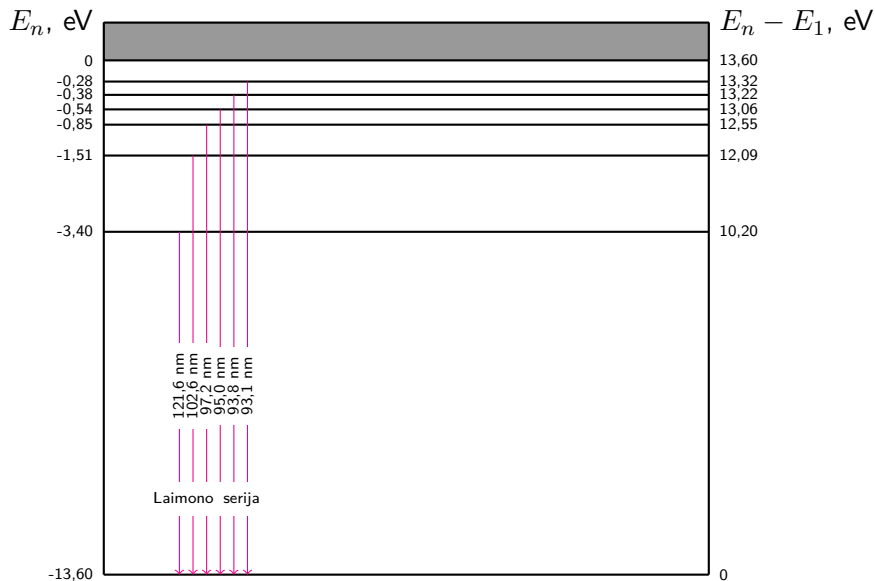 E_n, eV
E_n − E_1, eV
0
13,60
-0,28
13,32
-0,38
13,22
-0,54
13,06
-0,85
12,55
-1,51
12,09
-3,40
10,20
121,6 nm
102,6 nm
97,2 nm
95,0 nm
93,8 nm
93,1 nm
Laimono serija
-13,60
0